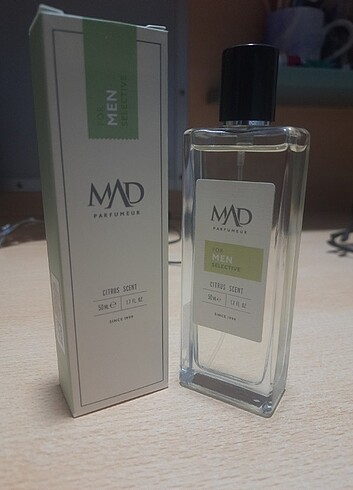 FOR
MEN
SELECTIVE
MAD
PARFUMEUR
CITRUS SCENT
50ML℮ 1.7 FL OZ.
SINCE 1994
MAD
PARFUMEUR
FOR
MEN
SELECTIVE
CITRUS SCENT
50ML℮ 1.7 FL OZ.
SINCE 1994